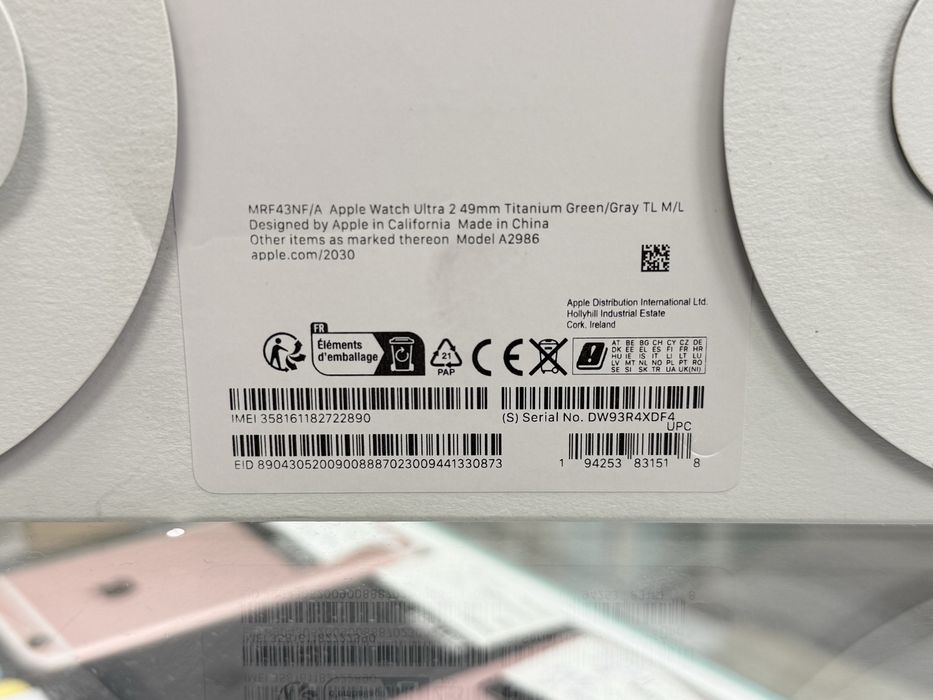 MRF43NF/A Apple Watch Ultra 2 49mm Titanium Green/Gray TL M/L
Designed by Apple in California Made in China
Other items as marked thereon Model A2986
apple.com/2030
Apple Distribution International Ltd.
Hollyhill Industrial Estate
Cork, Ireland
FR
Éléments
d'emballage
21
PAP
CE
AT BE BG CH CY CZ DE
DK EE EL ES FI FR HR
HU IE IS IT LI LT LU
LV MT NL NO PL PT RO
SE SI SK TR UA UK(NI)
IMEI 358161182722890
(S) Serial No. DW93R4XDF4
UPC
EID 89043052009008887023009441330873
1 94253 83151 8